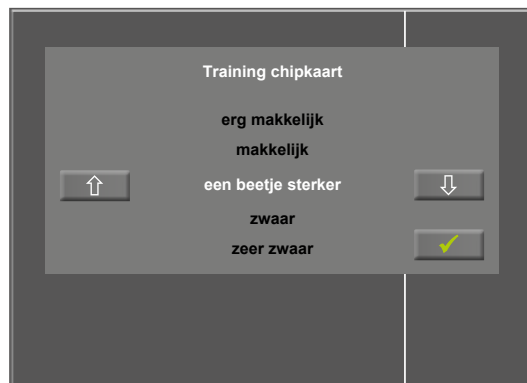 Training chipkaart
erg makkelijk
makkelijk
een beetje sterker
zwaar
zeer zwaar